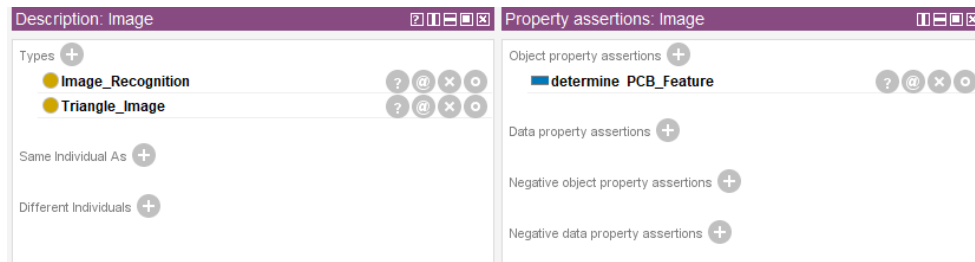 Description: Image
Types
Image_Recognition
Triangle_Image
Same Individual As
Different Individuals
Property assertions: Image
Object property assertions
determine PCB_Feature
Data property assertions
Negative object property assertions
Negative data property assertions